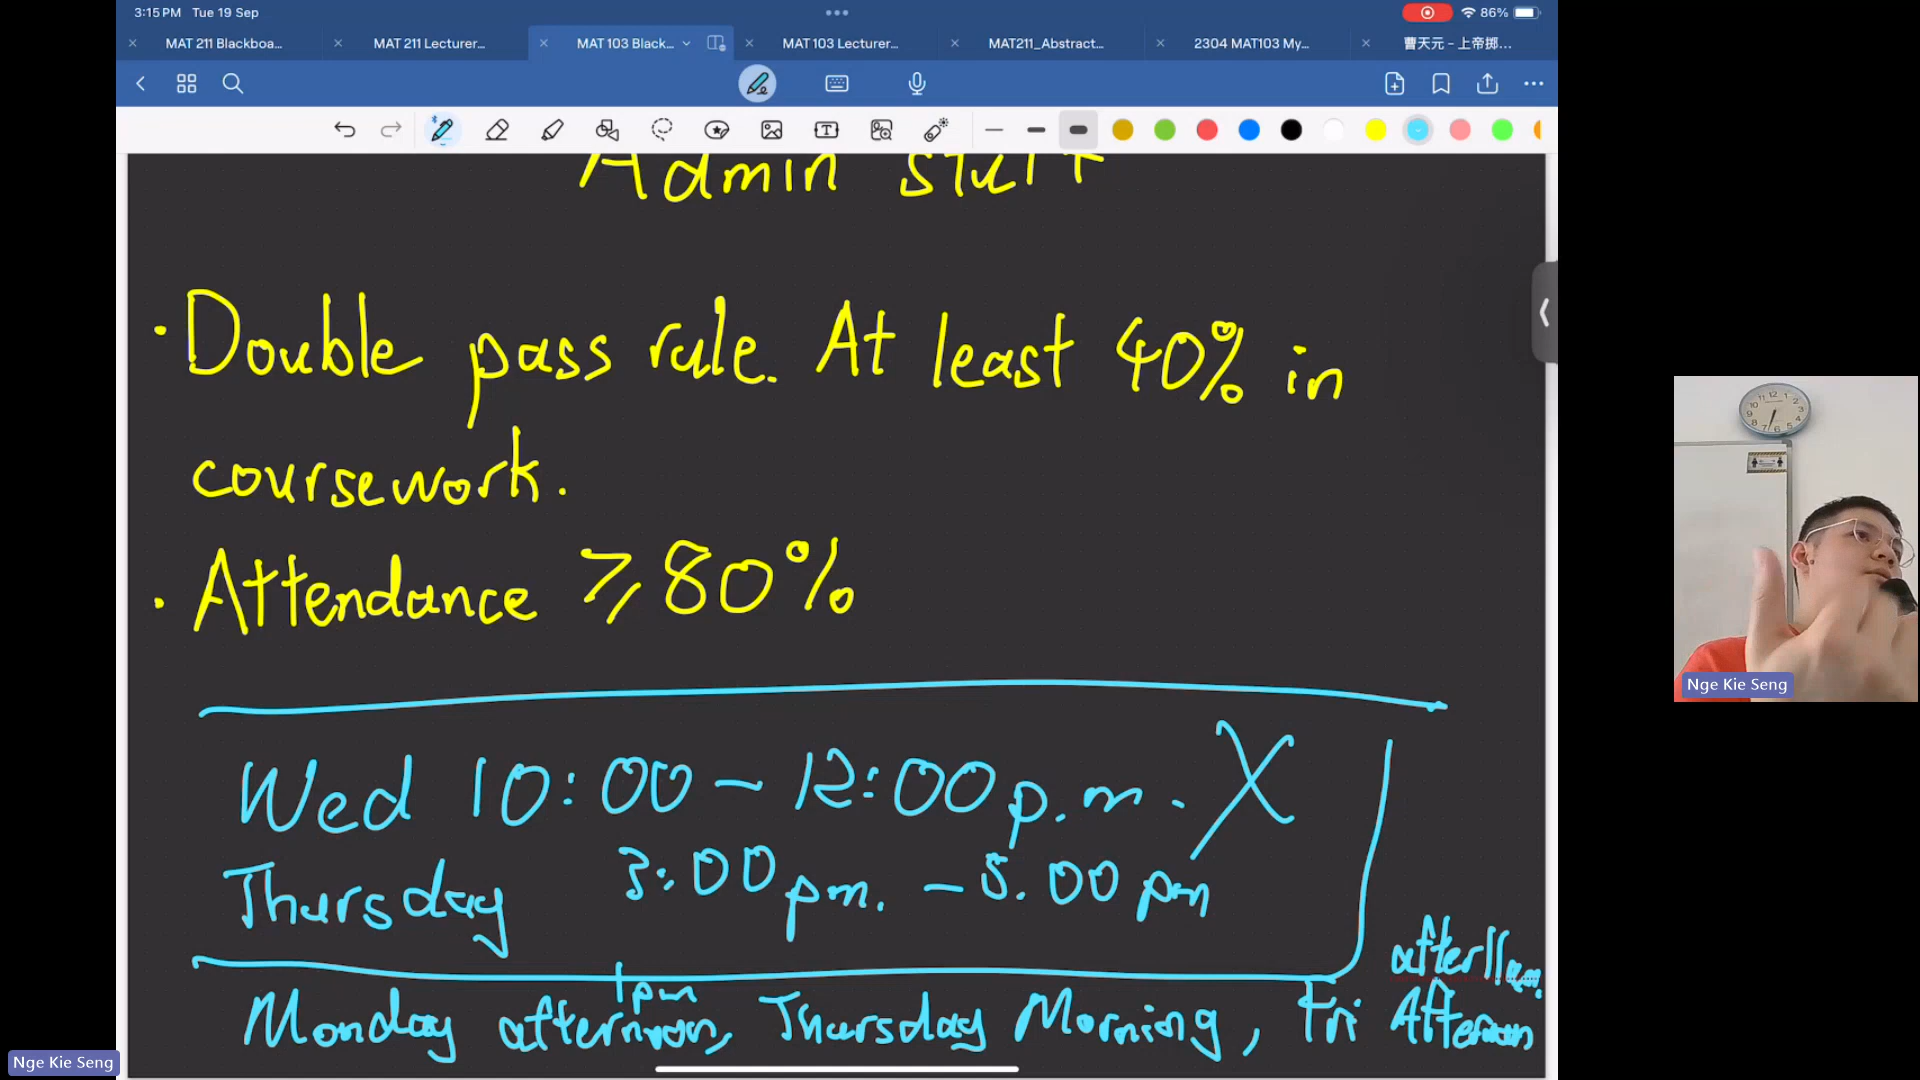 3:15 PM Tue 19 Sep
86%
MAT 211 Blackboa...
MAT 211 Lecturer...
MAT 103 Black...
MAT 103 Lecturer...
MAT211_Abstract...
2304 MAT103 My...
曹天元 - 上帝掷...
Admin stuff
· Double pass rule. At least 40% in
coursework.
· Attendance ⩾ 80%
Wed 10:00 – 12:00 p.m. X
Thursday 3:00 pm. – 5.00 pm
after 11am.
1pm
Monday afternoon, Thursday Morning, Fri Afternoon
Nge Kie Seng
Nge Kie Seng